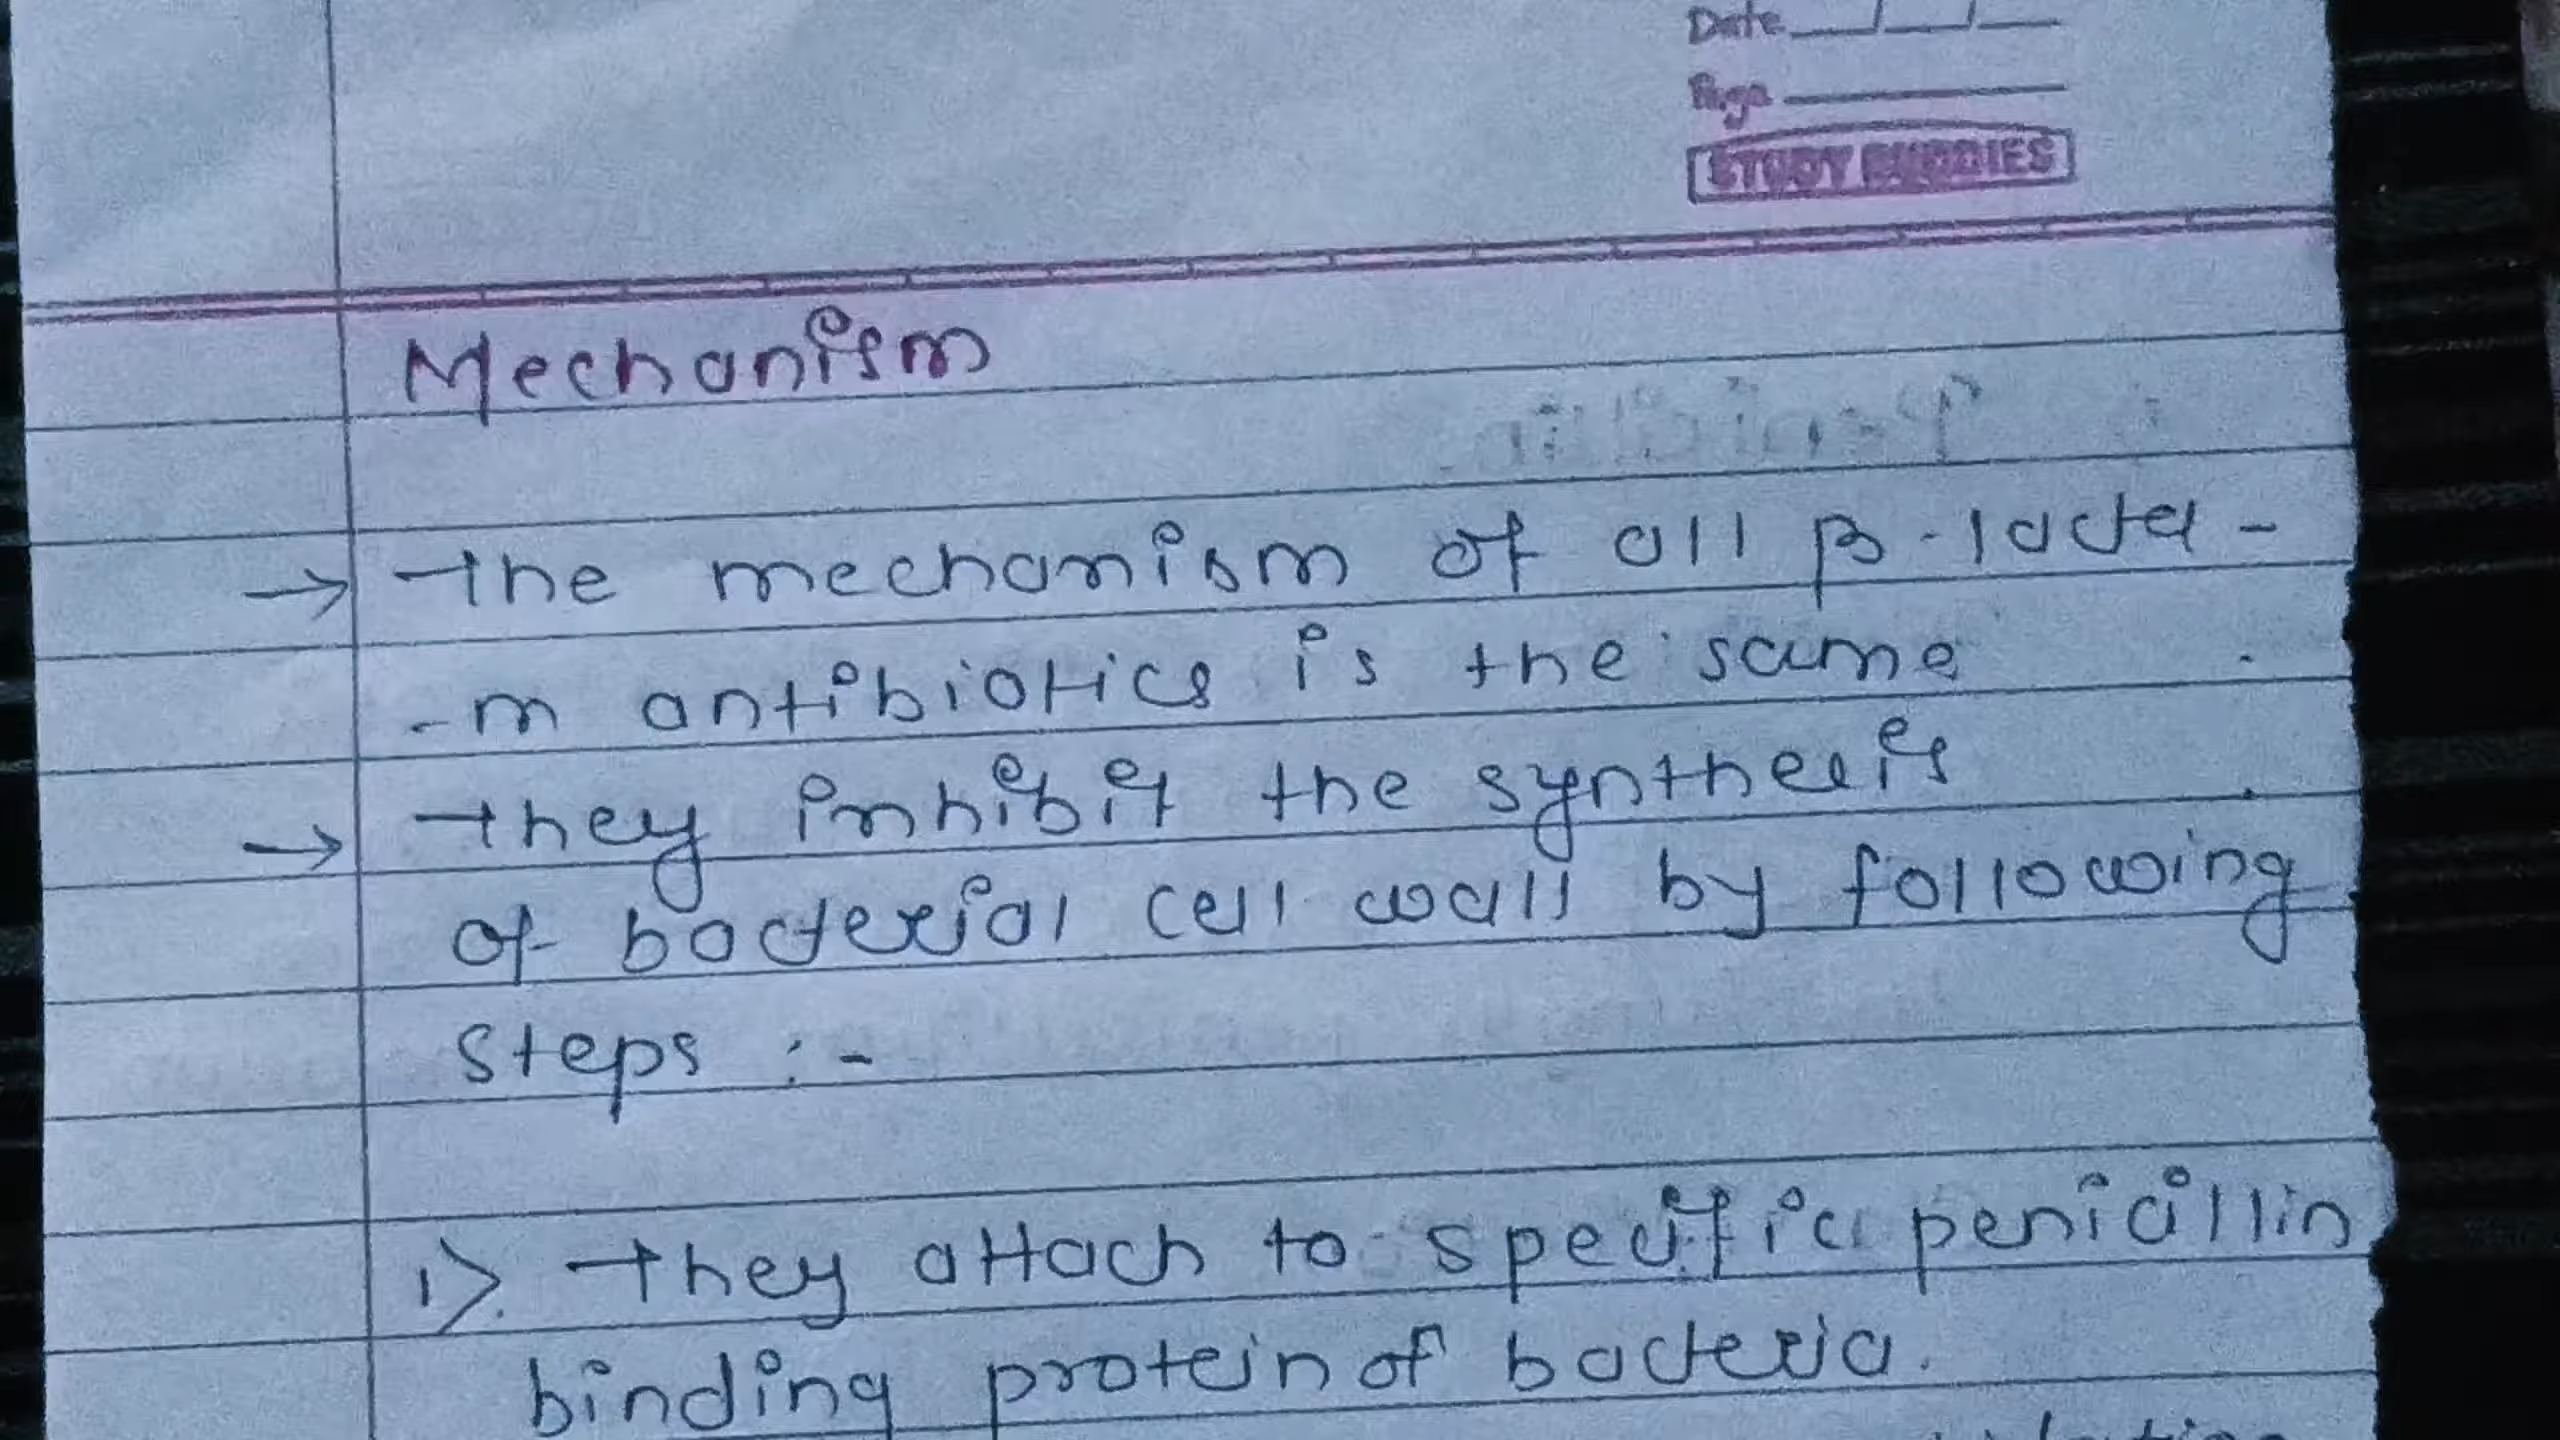 Date
Page
STUDY BUDDIES
Mechanism
→ The mechanism of all β-lacta-
-m antibiotics is the same
→ They inhibit the synthesis
of bacterial cell wall by following
steps :-
1> They attach to specific penicillin
binding protein of bacteria.